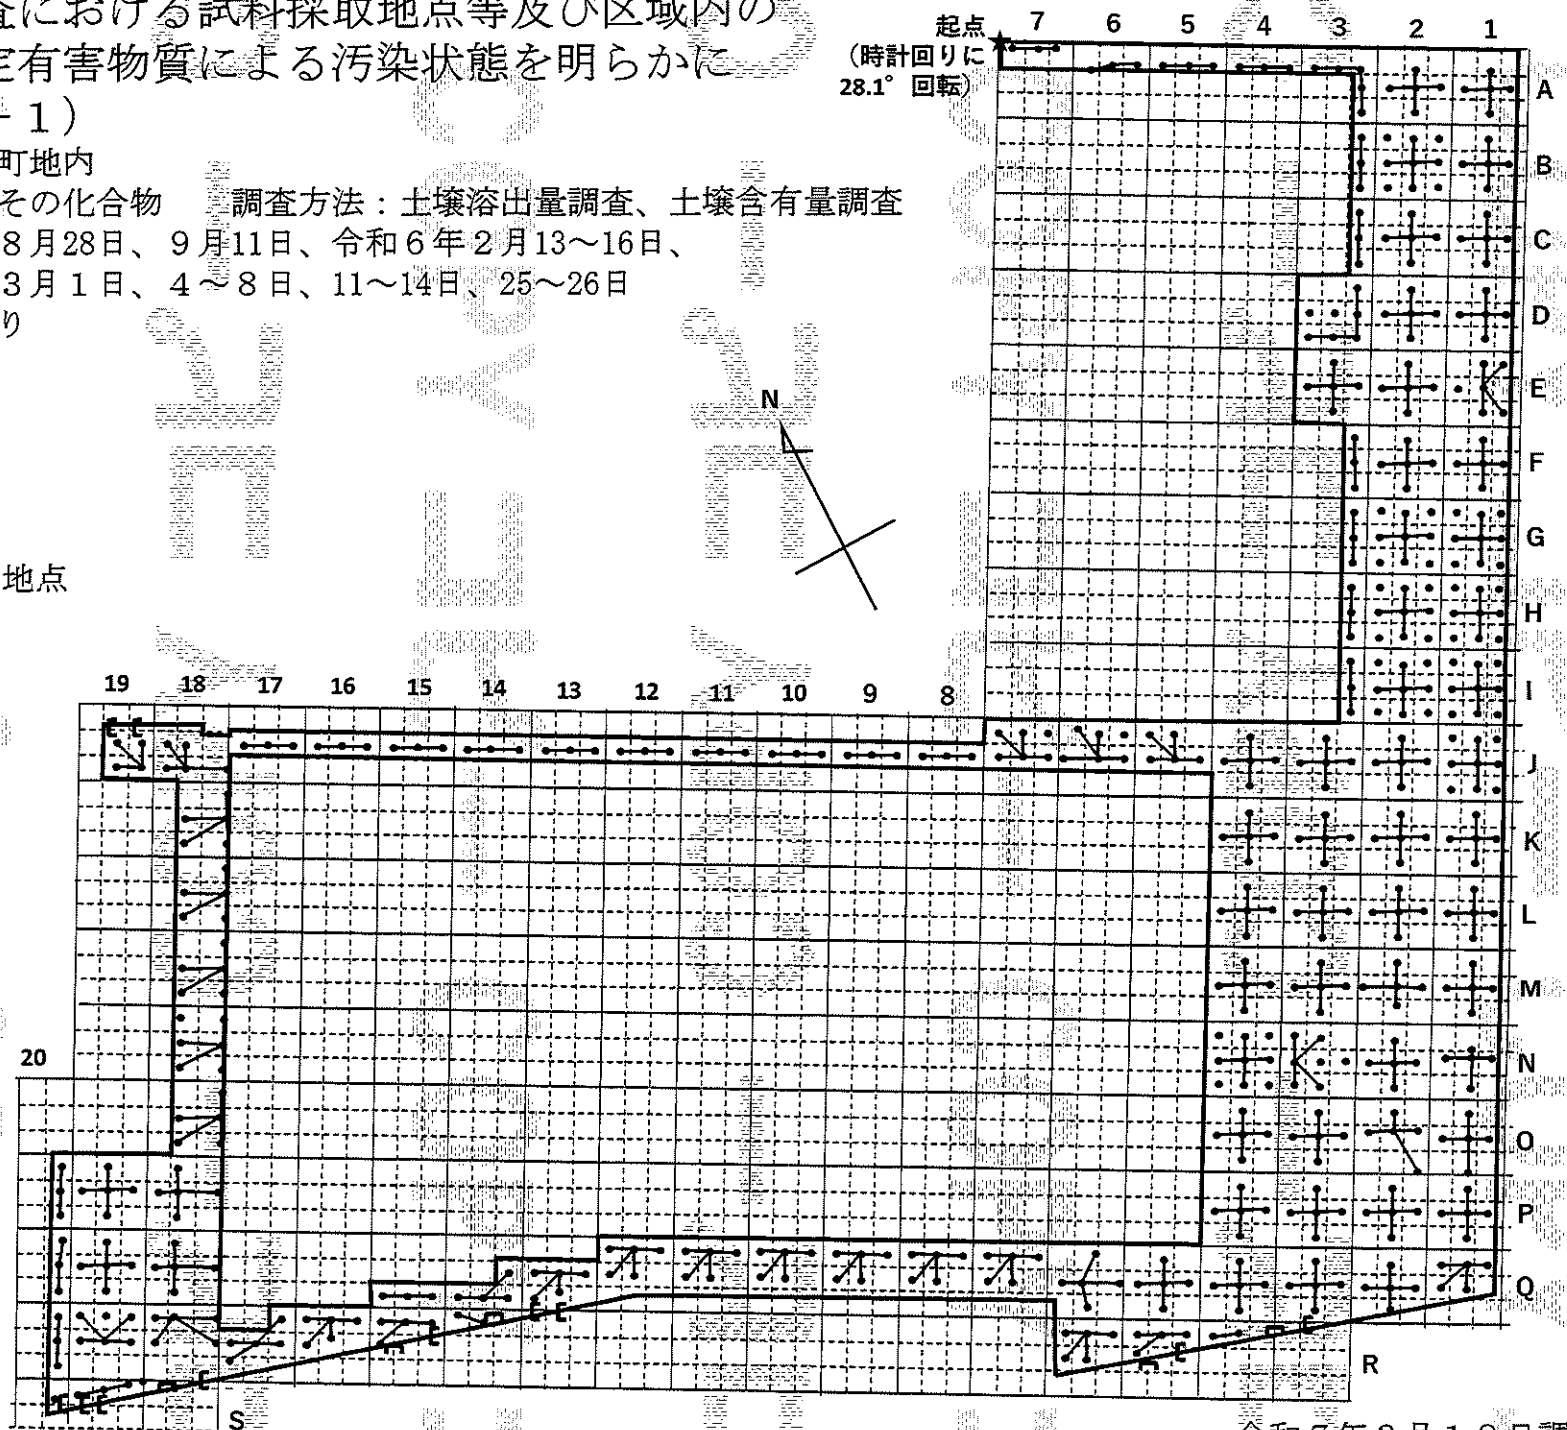 査における試料採取地点等及び区域内の
定有害物質による汚染状態を明らかに
-1）
町地内
その化合物　調査方法：土壌溶出量調査、土壌含有量調査
8月28日、9月11日、令和6年2月13～16日、
3月1日、4～8日、11～14日、25～26日
り
地点
起点
（時計回りに
28.1°回転）
7 6 5 4 3 2 1
A
B
C
D
E
F
G
H
I
J
K
L
M
N
O
P
Q
R
S
N
19 18 17 16 15 14 13 12 11 10 9 8
20